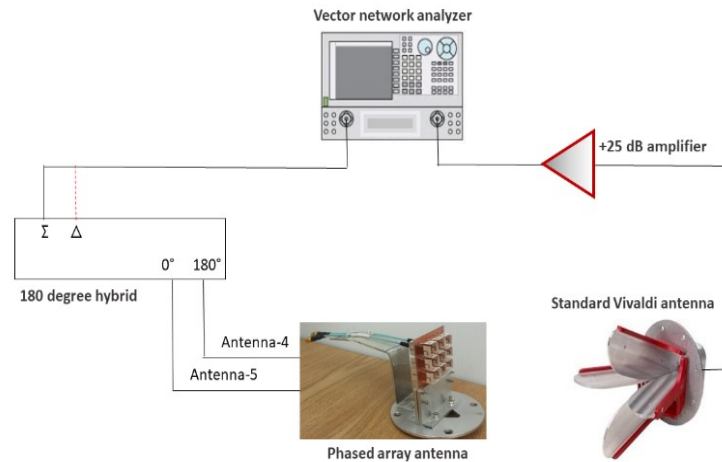 Vector network analyzer
+25 dB amplifier
Σ Δ
0° 180°
180 degree hybrid
Standard Vivaldi antenna
Antenna-4
Antenna-5
Phased array antenna